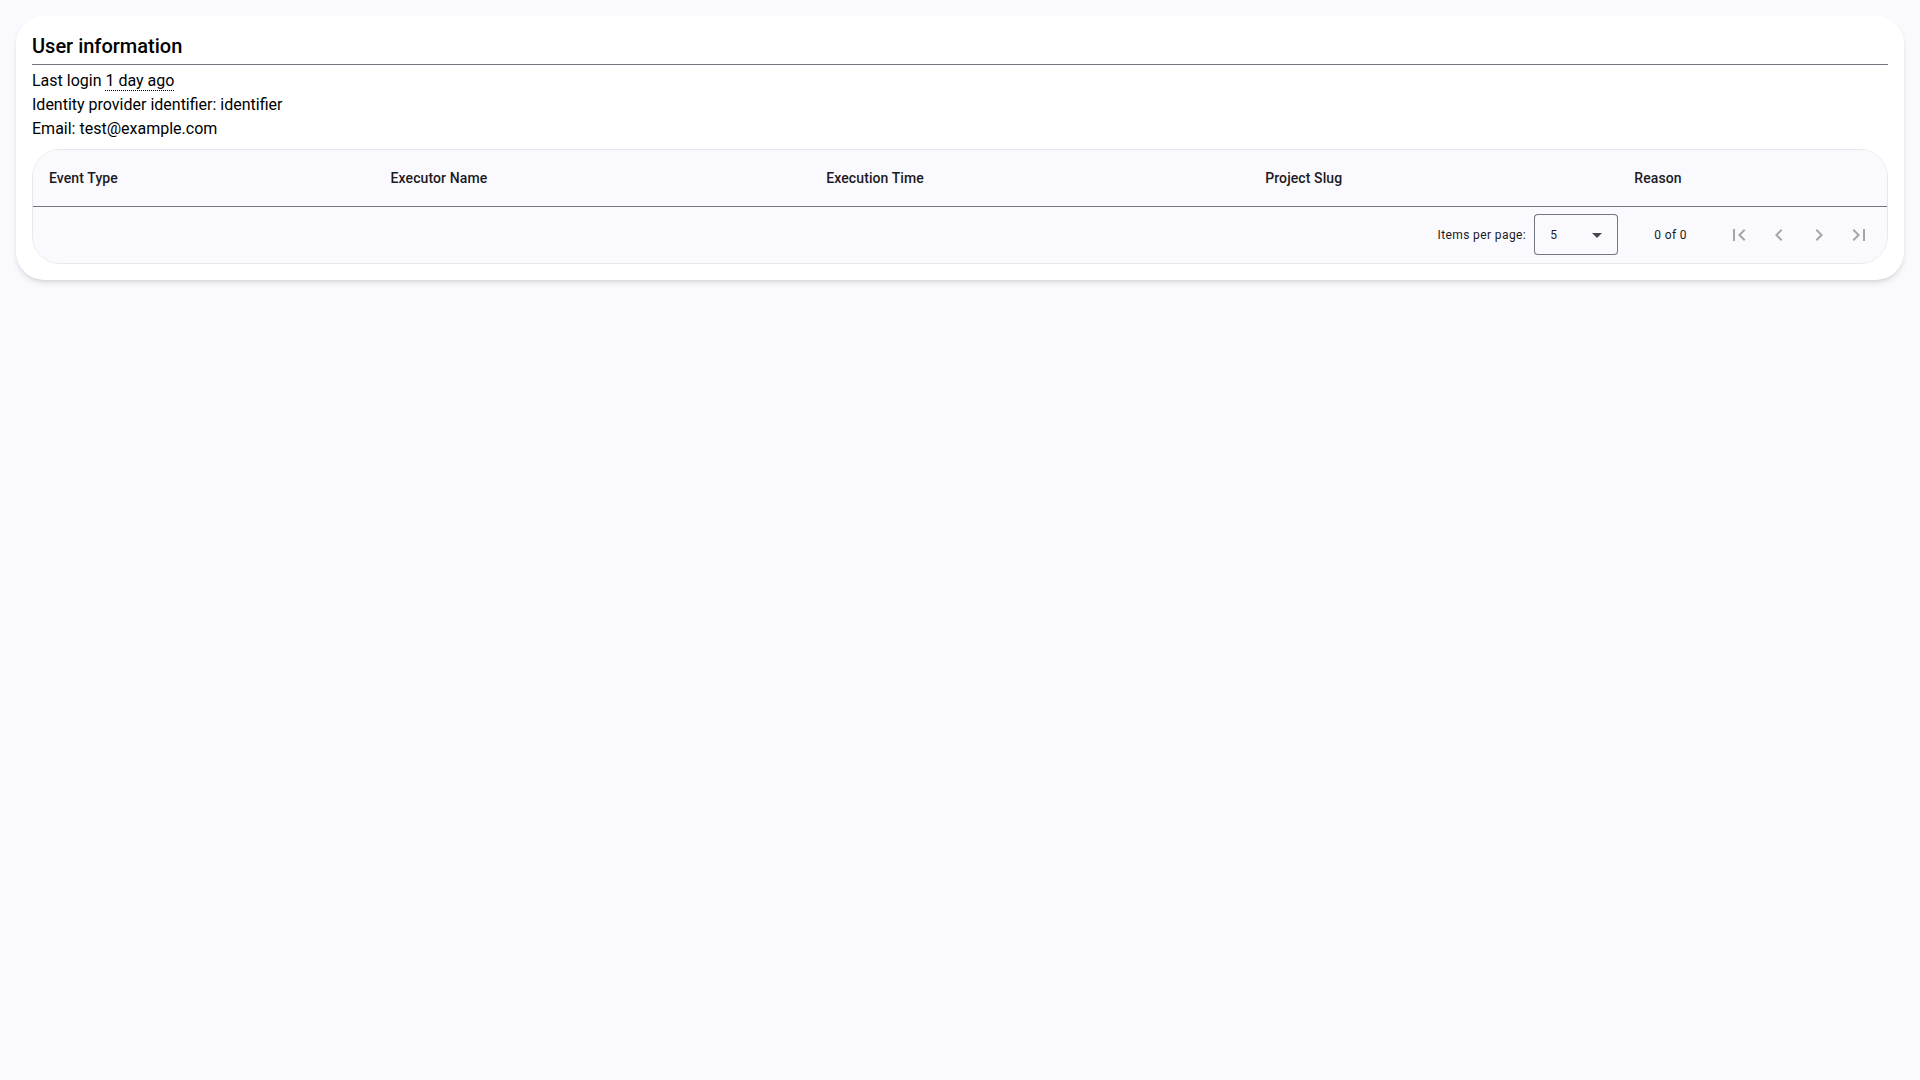 User information
Last login 1 day ago
Identity provider identifier: identifier
Email: test@example.com
Event Type Executor Name Execution Time Project Slug Reason
Items per page: 5 0 of 0